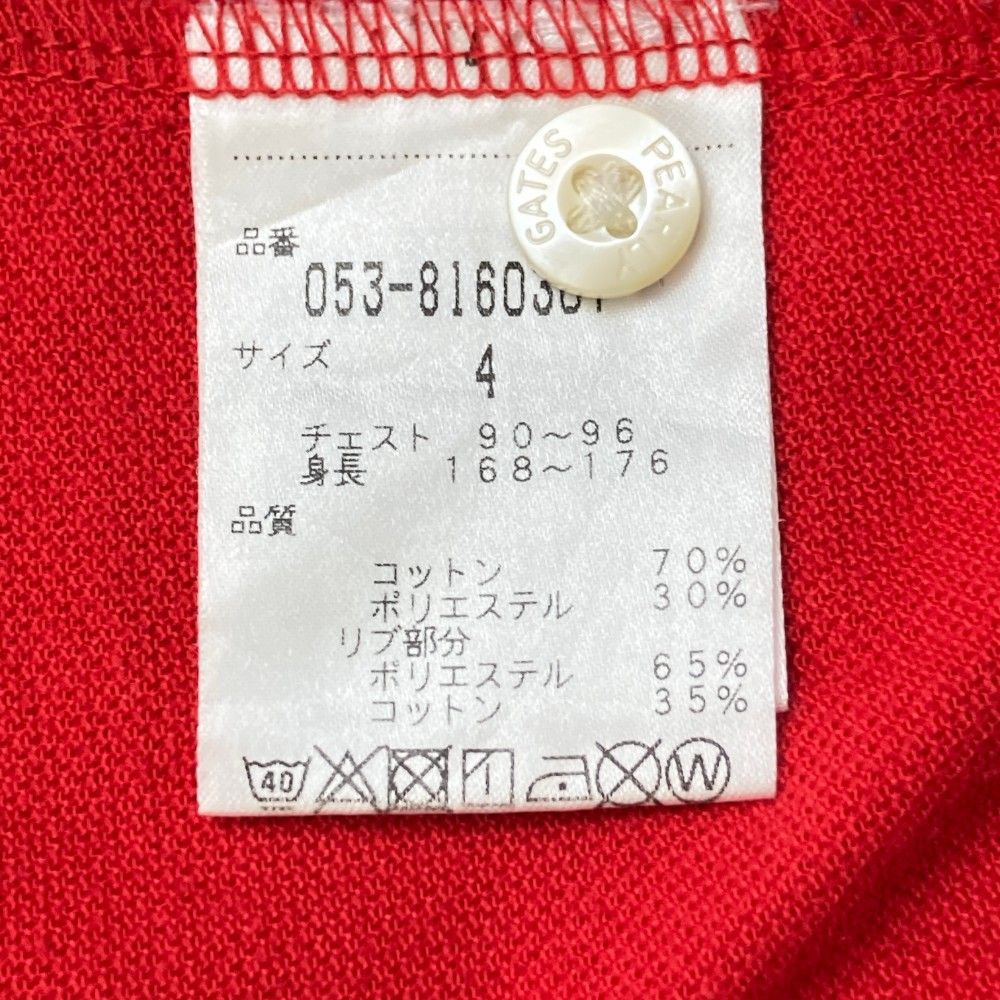 GATES
品番
053-81603
サイズ 4
チェスト 90～96
身長 168～176
品質
コットン 70%
ポリエステル 30%
リブ部分
ポリエステル 65%
コットン 35%
40 W